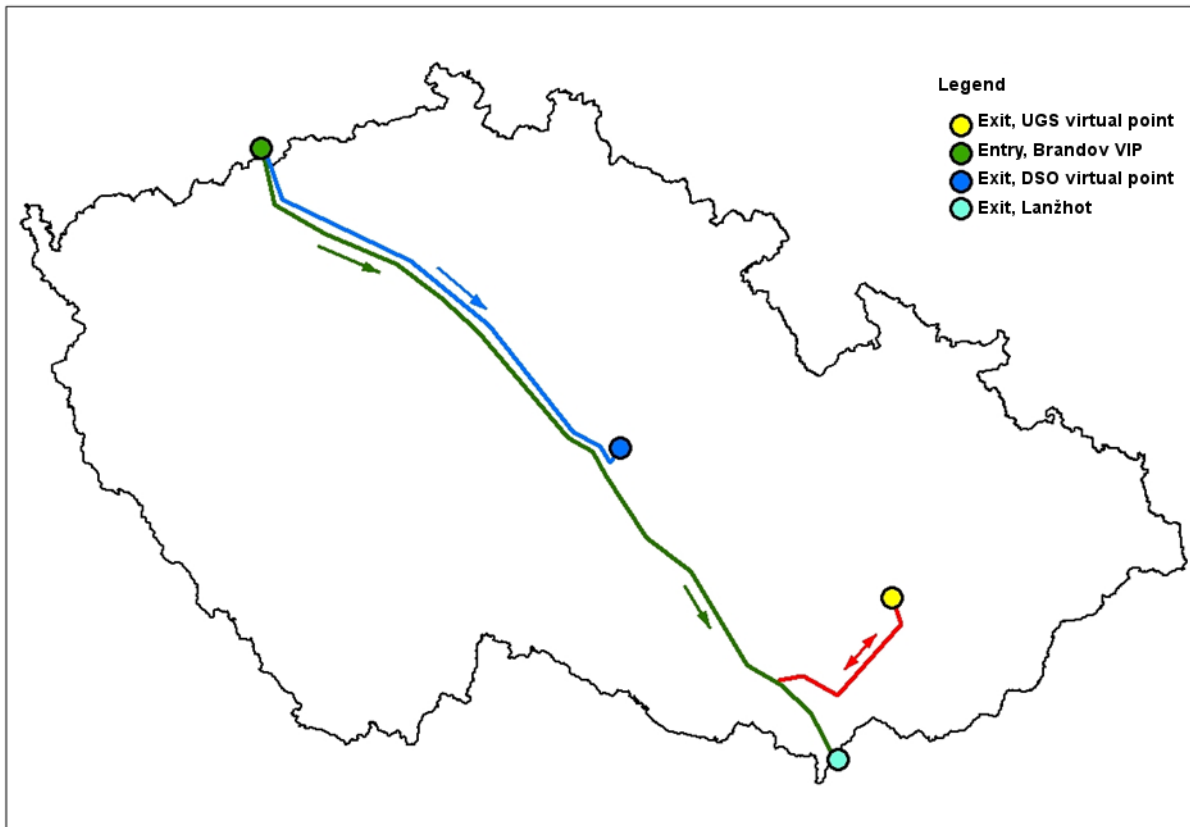 Legend
Exit, UGS virtual point
Entry, Brandov VIP
Exit, DSO virtual point
Exit, Lanžhot